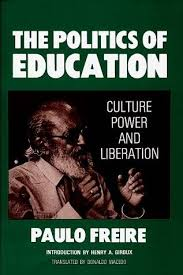 THE POLITICS OF
EDUCATION
CULTURE
POWER
AND
LIBERATION
PAULO FREIRE
INTRODUCTION BY HENRY A. GIROUX
TRANSLATED BY DONALDO MACEDO